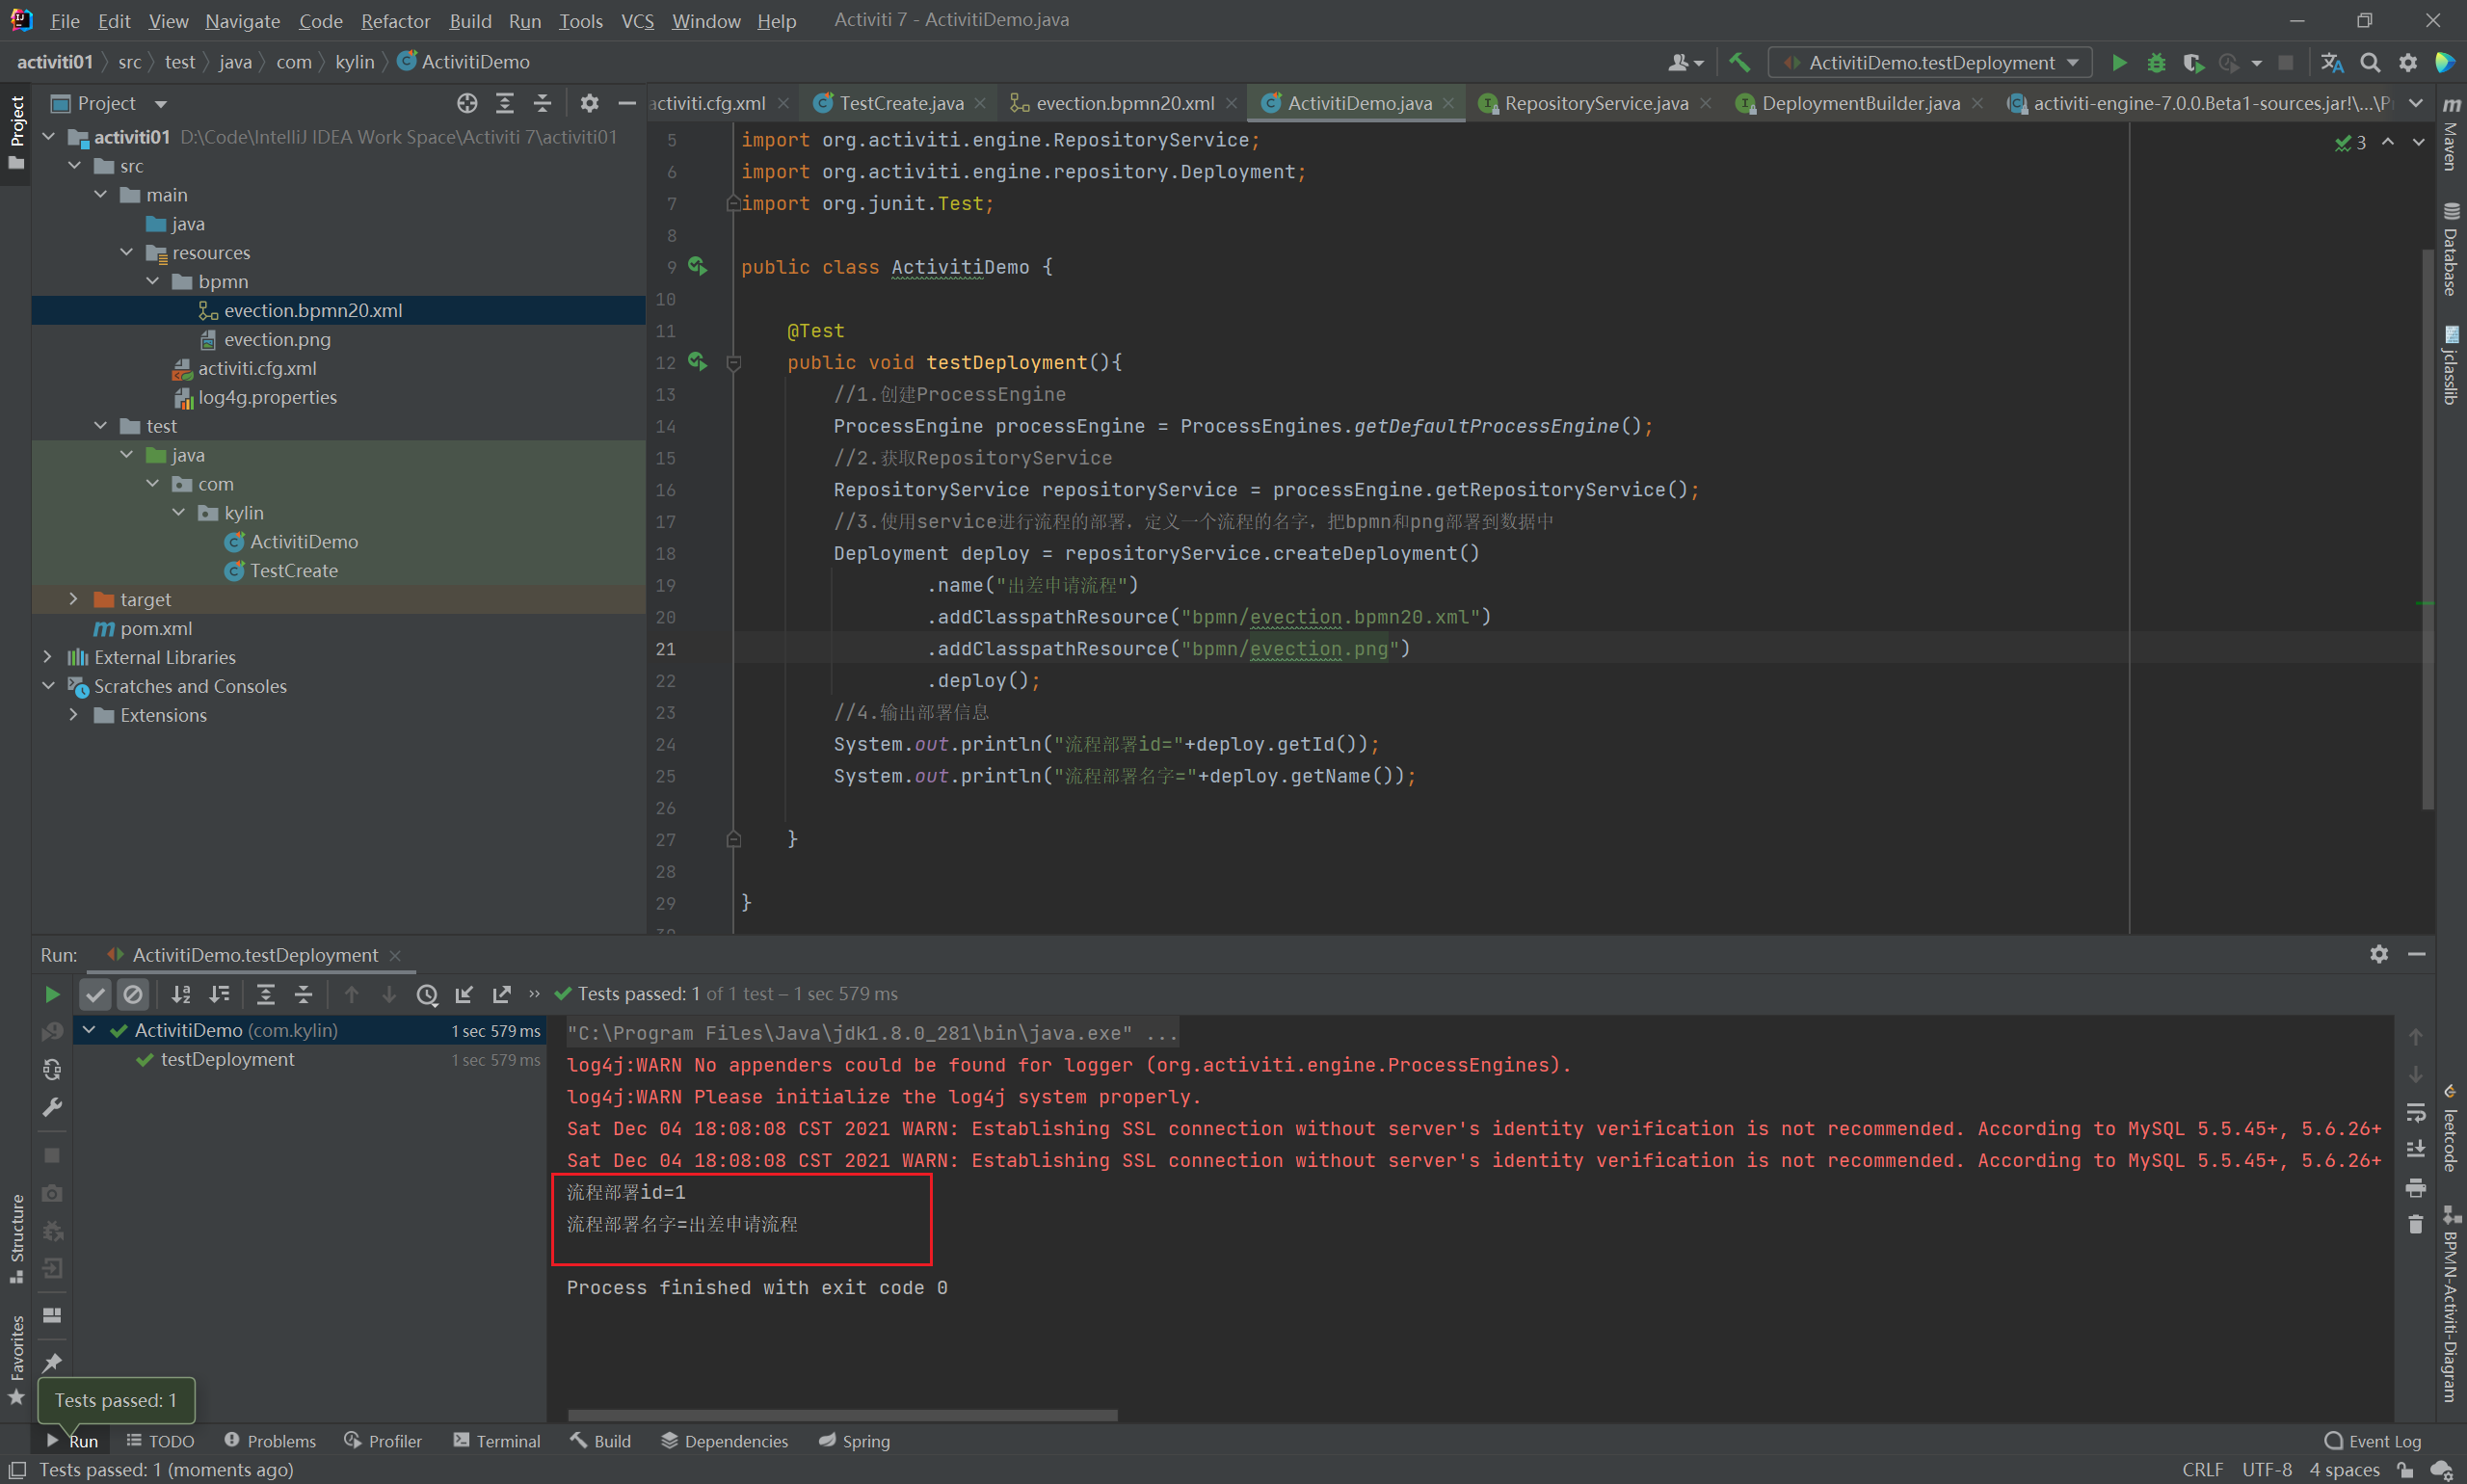 File Edit View Navigate Code Refactor Build Run Tools VCS Window Help Activiti 7 - ActivitiDemo.java
activiti01 src test java com kylin ActivitiDemo ActivitiDemo.testDeployment
Project
activiti.cfg.xml TestCreate.java evection.bpmn20.xml ActivitiDemo.java RepositoryService.java DeploymentBuilder.java activiti-engine-7.0.0.Beta1-sources.jar!\...\P
Project
activiti01 D:\Code\IntelliJ IDEA Work Space\Activiti 7\activiti01
src
main
java
resources
bpmn
evection.bpmn20.xml
evection.png
activiti.cfg.xml
log4g.properties
test
java
com
kylin
ActivitiDemo
TestCreate
target
pom.xml
External Libraries
Scratches and Consoles
Extensions
3
5 import org.activiti.engine.RepositoryService;
6 import org.activiti.engine.repository.Deployment;
7 import org.junit.Test;
8
9 public class ActivitiDemo {
10
11 @Test
12 public void testDeployment(){
13 //1.创建ProcessEngine
14 ProcessEngine processEngine = ProcessEngines.getDefaultProcessEngine();
15 //2.获取RepositoryService
16 RepositoryService repositoryService = processEngine.getRepositoryService();
17 //3.使用service进行流程的部署，定义一个流程的名字，把bpmn和png部署到数据中
18 Deployment deploy = repositoryService.createDeployment()
19 .name("出差申请流程")
20 .addClasspathResource("bpmn/evection.bpmn20.xml")
21 .addClasspathResource("bpmn/evection.png")
22 .deploy();
23 //4.输出部署信息
24 System.out.println("流程部署id="+deploy.getId());
25 System.out.println("流程部署名字="+deploy.getName());
26
27 }
28
29 }
Maven
Database
jclasslib
Run: ActivitiDemo.testDeployment
Tests passed: 1 of 1 test – 1 sec 579 ms
ActivitiDemo (com.kylin) 1 sec 579 ms
testDeployment 1 sec 579 ms
"C:\Program Files\Java\jdk1.8.0_281\bin\java.exe" ...
log4j:WARN No appenders could be found for logger (org.activiti.engine.ProcessEngines).
log4j:WARN Please initialize the log4j system properly.
Sat Dec 04 18:08:08 CST 2021 WARN: Establishing SSL connection without server's identity verification is not recommended. According to MySQL 5.5.45+, 5.6.26+
Sat Dec 04 18:08:08 CST 2021 WARN: Establishing SSL connection without server's identity verification is not recommended. According to MySQL 5.5.45+, 5.6.26+
流程部署id=1
流程部署名字=出差申请流程
Process finished with exit code 0
leetcode
BPMN-Activiti-Diagram
Structure
Favorites
Tests passed: 1
Run TODO Problems Profiler Terminal Build Dependencies Spring Event Log
Tests passed: 1 (moments ago) CRLF UTF-8 4 spaces